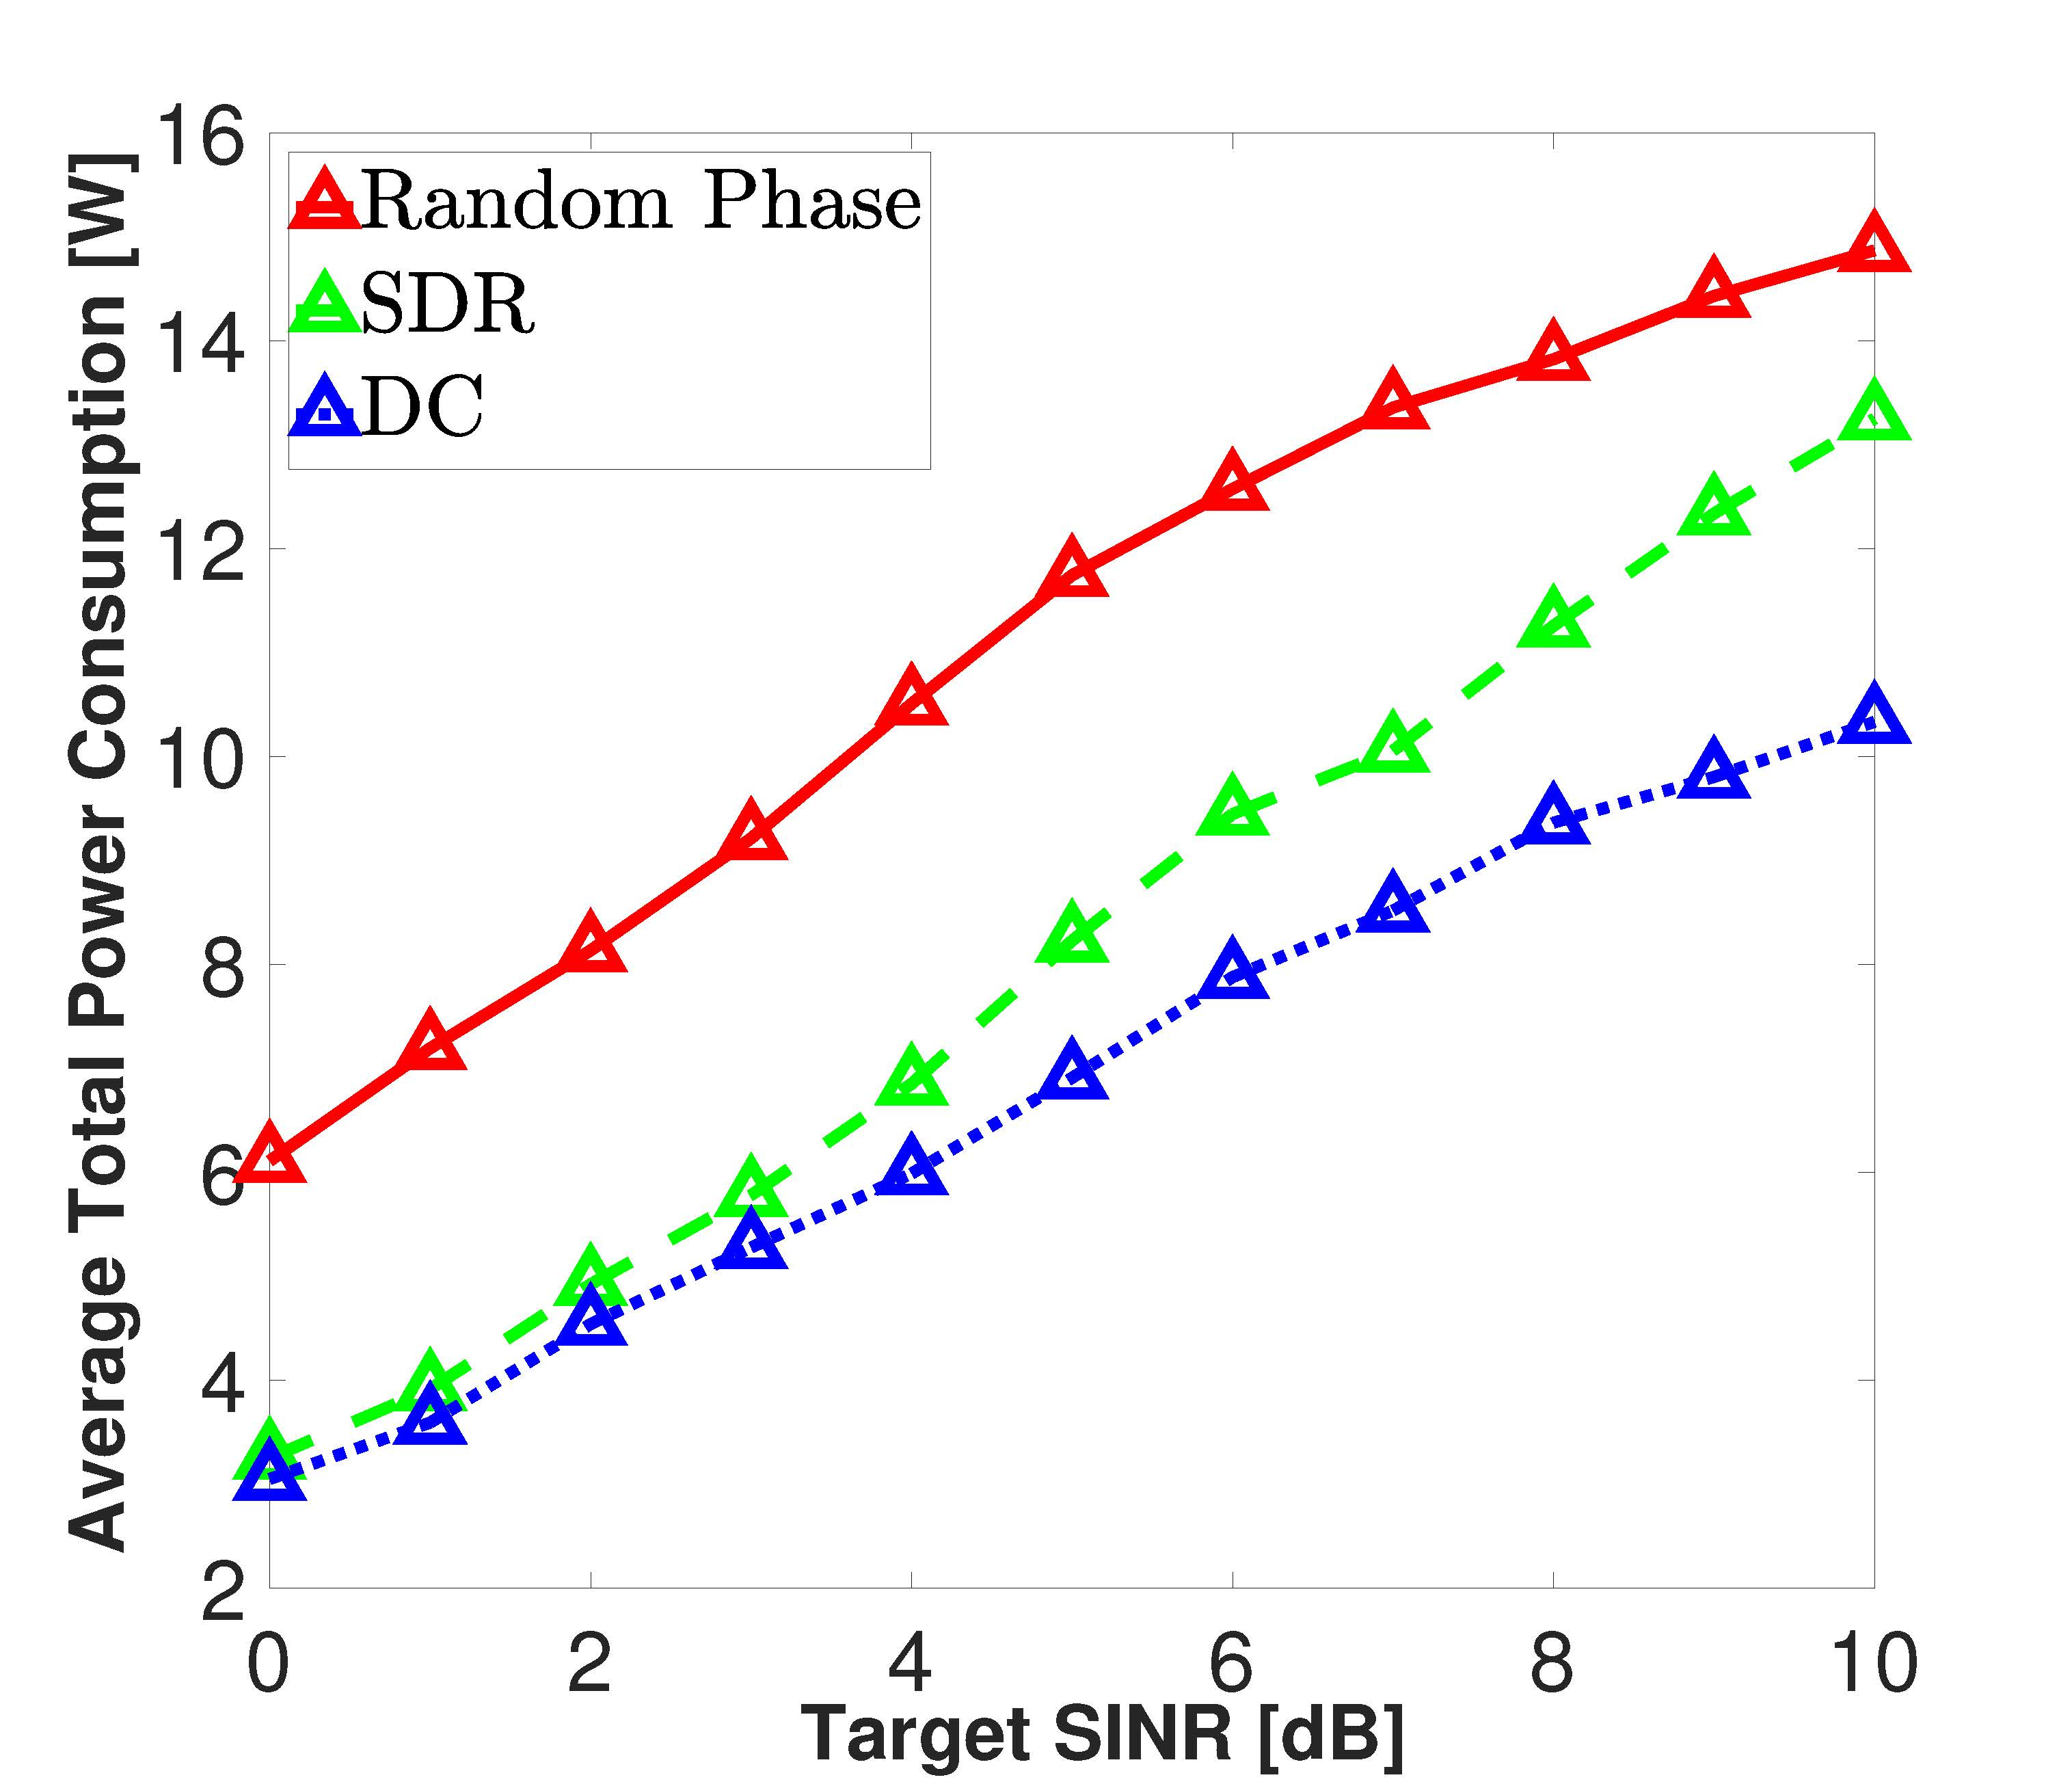 Average Total Power Consumption [W]
16
14
12
10
8
6
4
2
Random Phase
SDR
DC
0 2 4 6 8 10
Target SINR [dB]